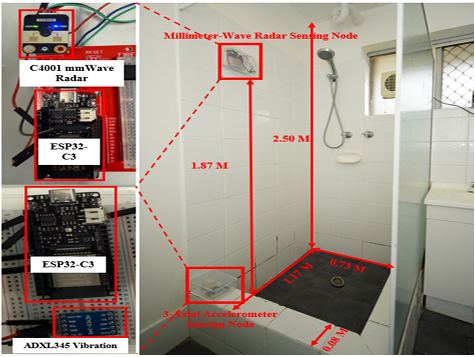 C4001 mmWave
Radar
ESP32-
C3
ESP32-C3
ADXL345 Vibration
Millimeter-Wave Radar Sensing Node
2.50 M
1.87 M
1.17 M
0.73 M
3-Axial Accelerometer
Sensing Node
0.08 M